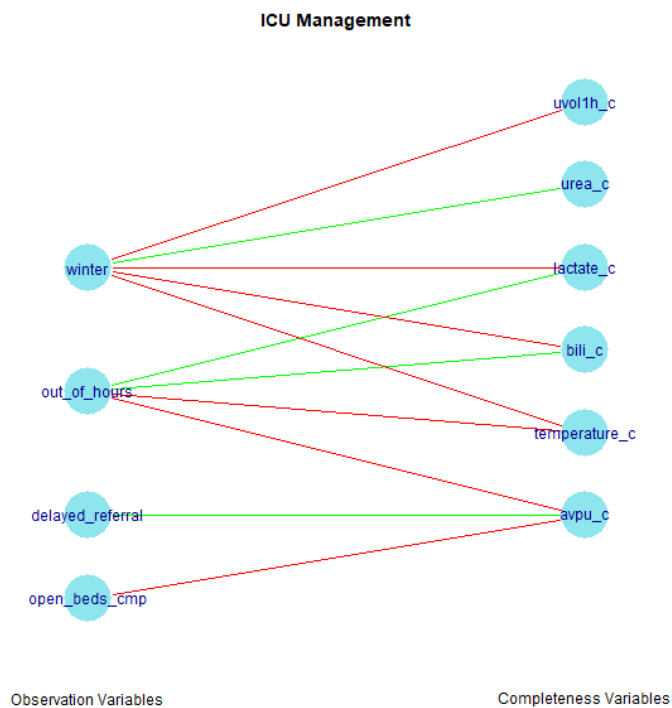 ICU Management
uvol1h_c
urea_c
winter
lactate_c
bili_c
out_of_hours
temperature_c
delayed_referral
avpu_c
open_beds_cmp
Observation Variables
Completeness Variables